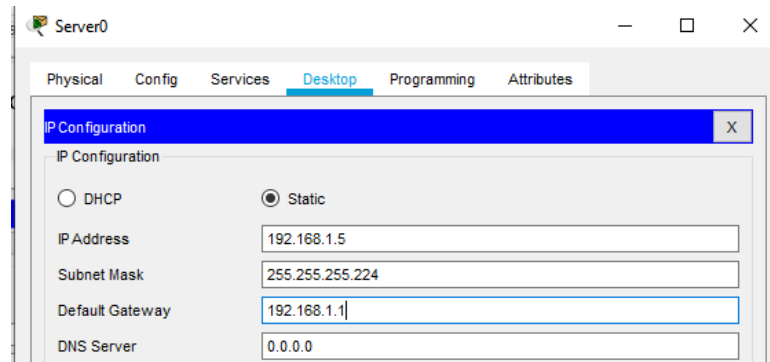 Server0
Physical Config Services Desktop Programming Attributes
IP Configuration X
IP Configuration
DHCP Static
IP Address 192.168.1.5
Subnet Mask 255.255.255.224
Default Gateway 192.168.1.1
DNS Server 0.0.0.0